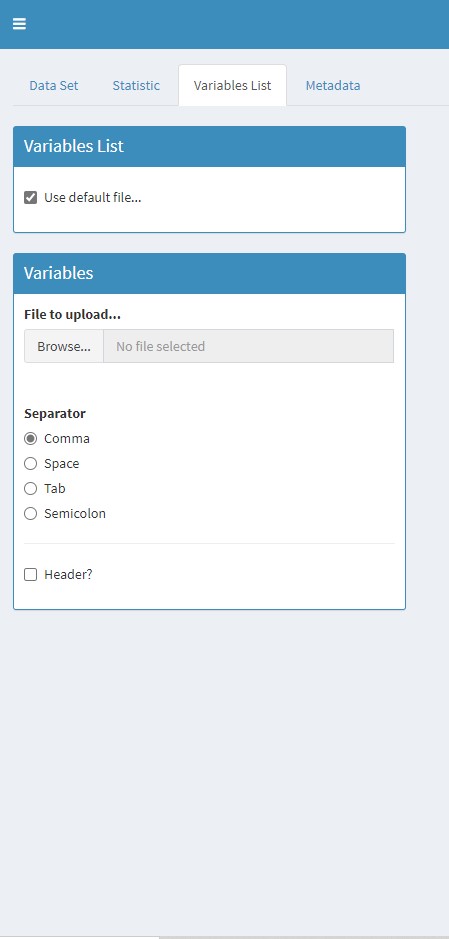 Data Set Statistic Variables List Metadata
Variables List
Use default file...
Variables
File to upload...
Browse... No file selected
Separator
Comma
Space
Tab
Semicolon
Header?